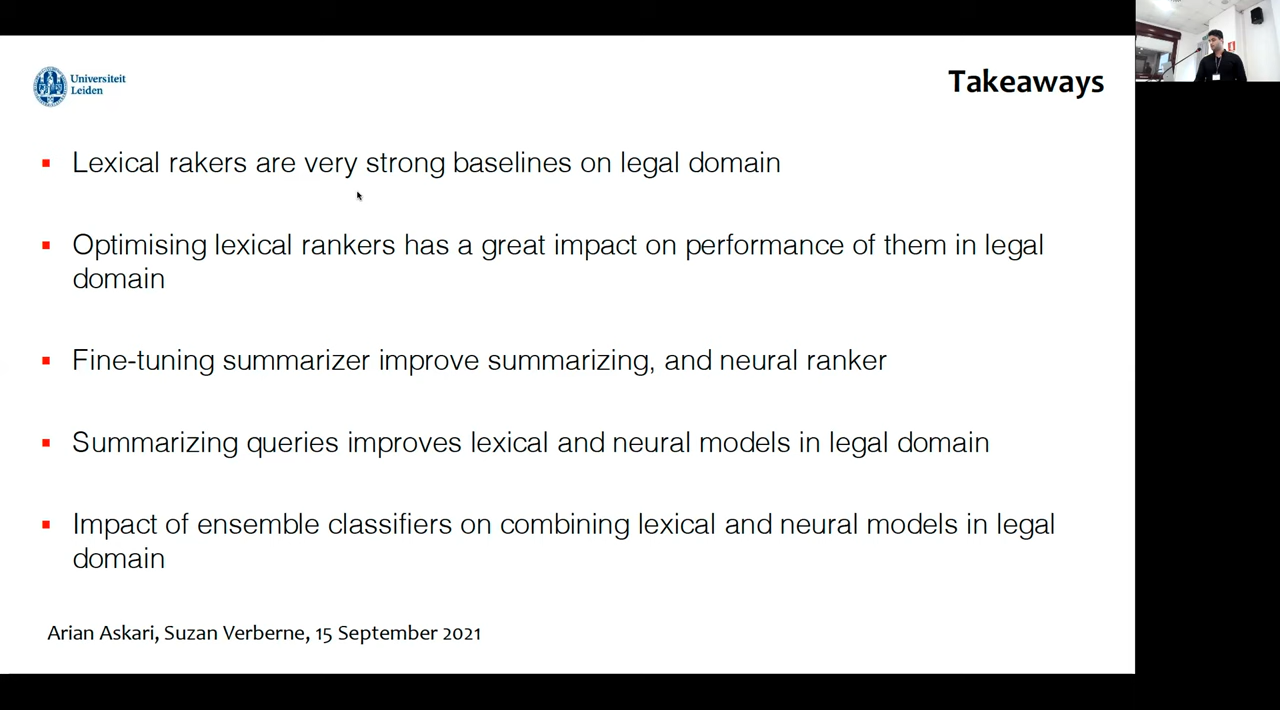 Universiteit
Leiden
Takeaways
Lexical rakers are very strong baselines on legal domain
Optimising lexical rankers has a great impact on performance of them in legal
domain
Fine-tuning summarizer improve summarizing, and neural ranker
Summarizing queries improves lexical and neural models in legal domain
Impact of ensemble classifiers on combining lexical and neural models in legal
domain
Arian Askari, Suzan Verberne, 15 September 2021